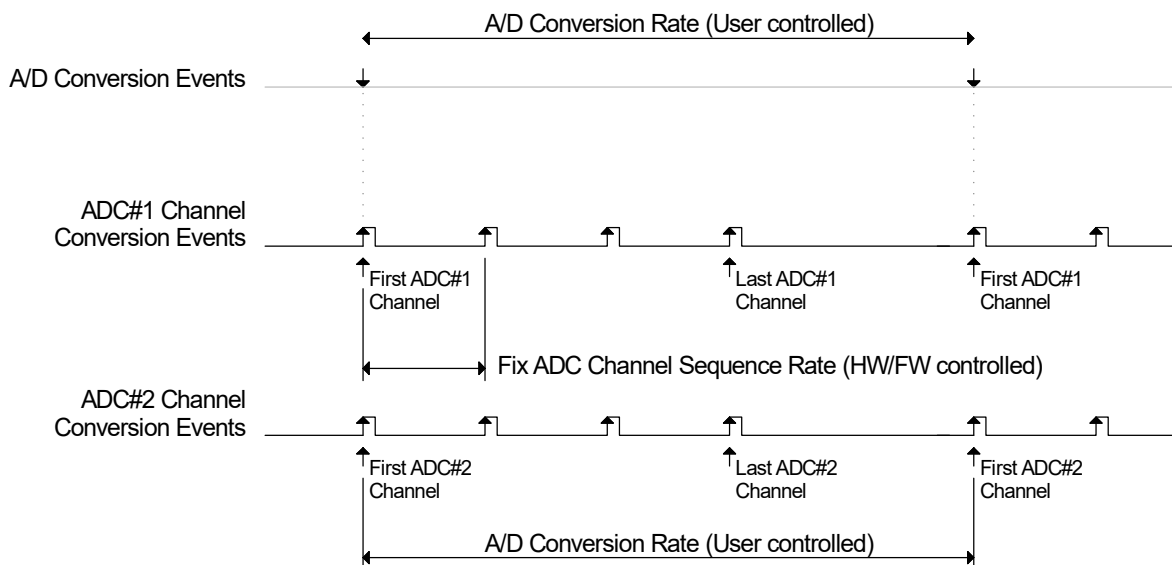 A/D Conversion Rate (User controlled)
A/D Conversion Events
ADC#1 Channel
Conversion Events
First ADC#1
Channel
Last ADC#1
Channel
First ADC#1
Channel
Fix ADC Channel Sequence Rate (HW/FW controlled)
ADC#2 Channel
Conversion Events
First ADC#2
Channel
Last ADC#2
Channel
First ADC#2
Channel
A/D Conversion Rate (User controlled)